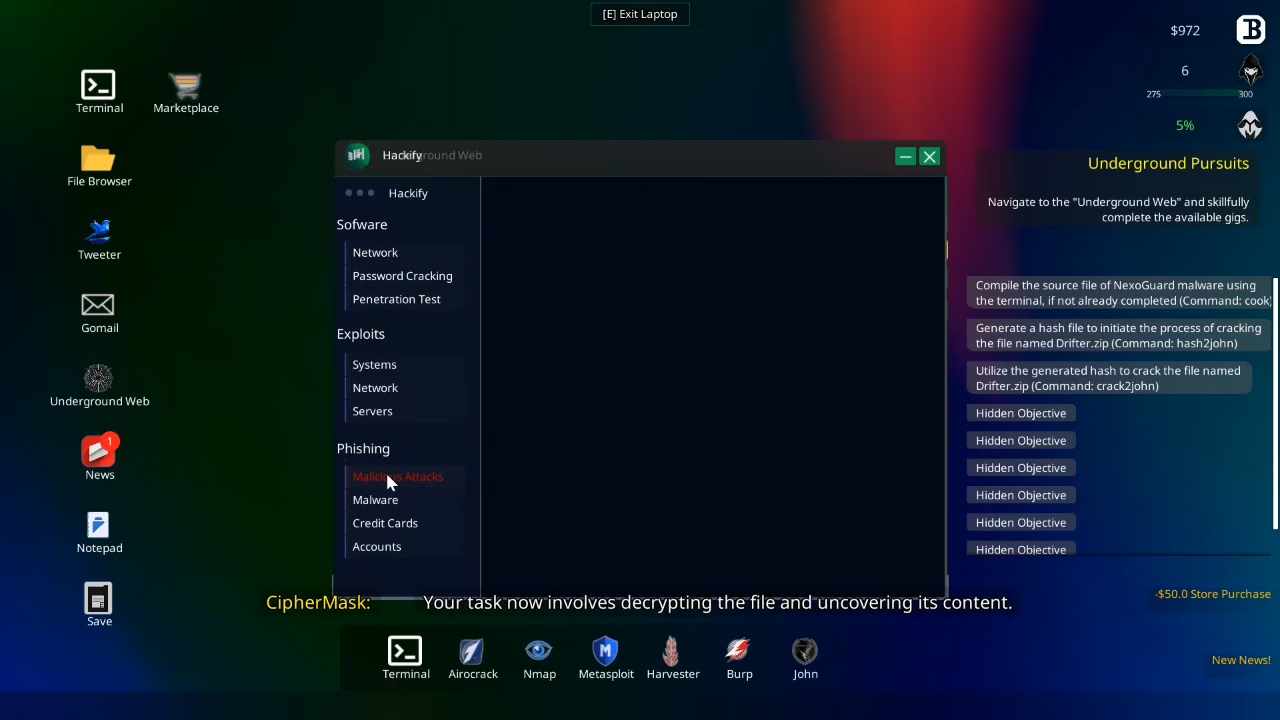 [E] Exit Laptop
$972
B
6
275
300
5%
Terminal
Marketplace
File Browser
Tweeter
Gomail
Underground Web
1
News
Notepad
Save
Hackify
ground Web
Hackify
Sofware
Network
Password Cracking
Penetration Test
Exploits
Systems
Network
Servers
Phishing
Malicious Attacks
Malware
Credit Cards
Accounts
Underground Pursuits
Navigate to the "Underground Web" and skillfully
complete the available gigs.
Compile the source file of NexoGuard malware using
the terminal, if not already completed (Command: cook)
Generate a hash file to initiate the process of cracking
the file named Drifter.zip (Command: hash2john)
Utilize the generated hash to crack the file named
Drifter.zip (Command: crack2john)
Hidden Objective
Hidden Objective
Hidden Objective
Hidden Objective
Hidden Objective
Hidden Objective
CipherMask: Your task now involves decrypting the file and uncovering its content.
-$50.0 Store Purchase
New News!
Terminal
Airocrack
Nmap
M
Metasploit
Harvester
Burp
John